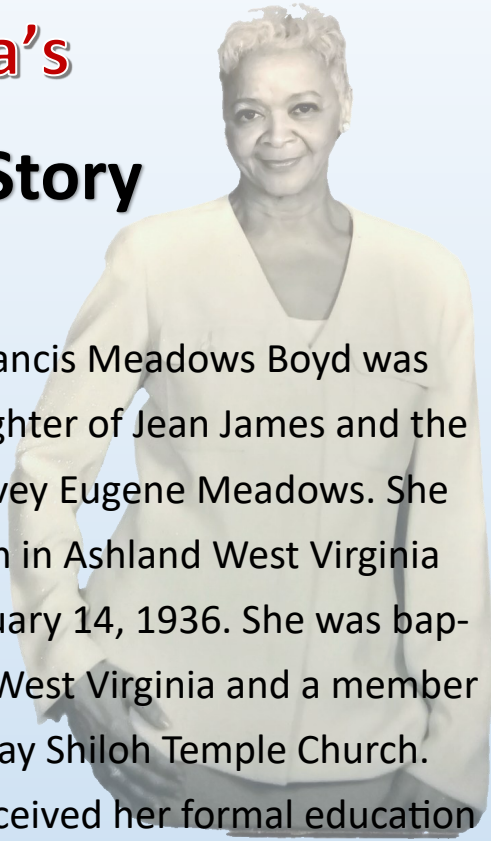 a's
Story
ancis Meadows Boyd was
ghter of Jean James and the
vey Eugene Meadows. She
n in Ashland West Virginia
uary 14, 1936. She was bap-
West Virginia and a member
ay Shiloh Temple Church.
ceived her formal education